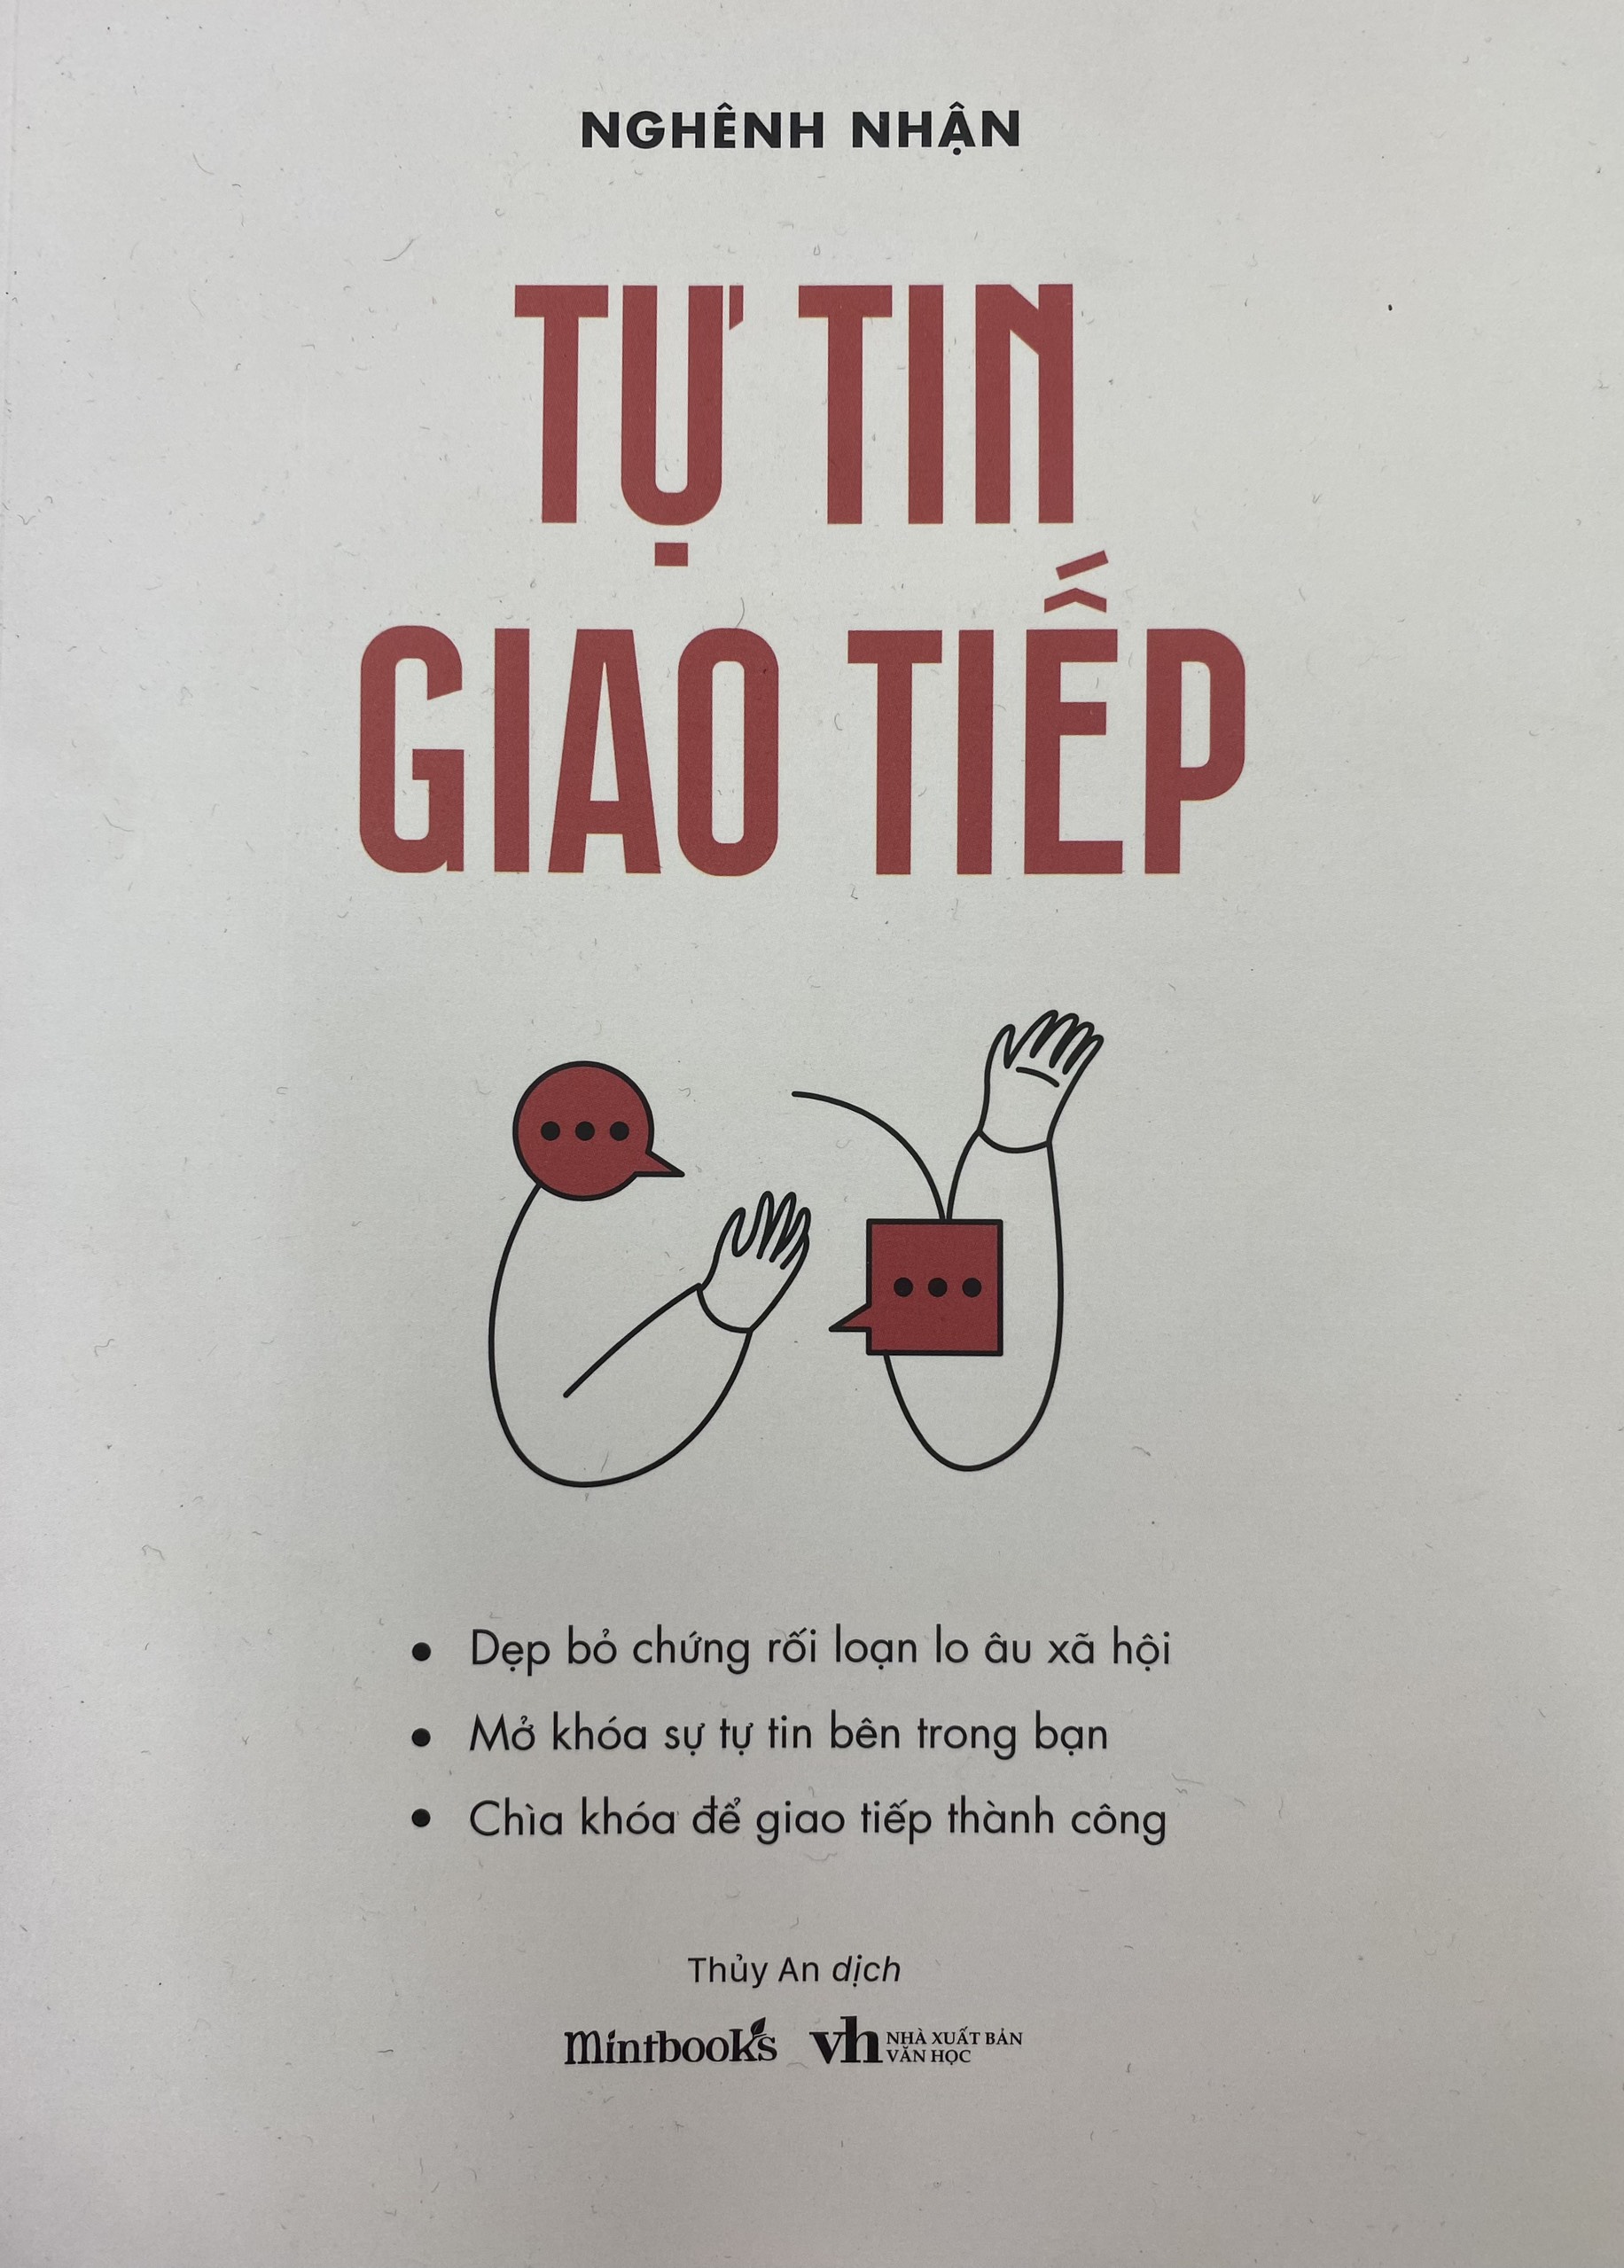 NGHÊNH NHẬN
TỰ TIN
GIAO TIẾP
• Dẹp bỏ chứng rối loạn lo âu xã hội
• Mở khóa sự tự tin bên trong bạn
• Chìa khóa để giao tiếp thành công
Thủy An dịch
mintbooks vh NHÀ XUẤT BẢN
VĂN HỌC